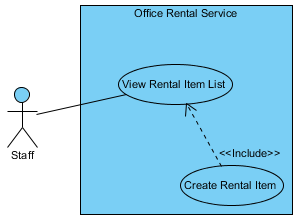 Office Rental Service
View Rental Item List
Staff
<<Include>>
Create Rental Item